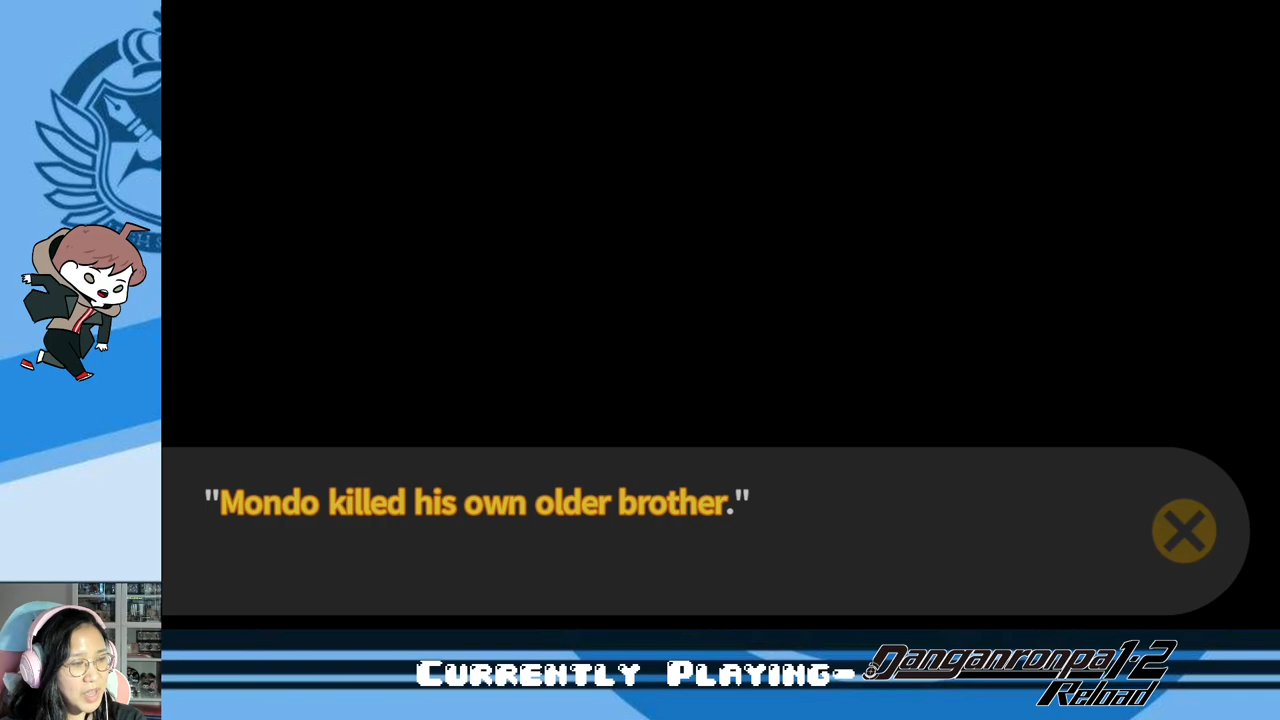 "Mondo killed his own older brother."
Currently Playing-
Danganronpa 1·2
Reload